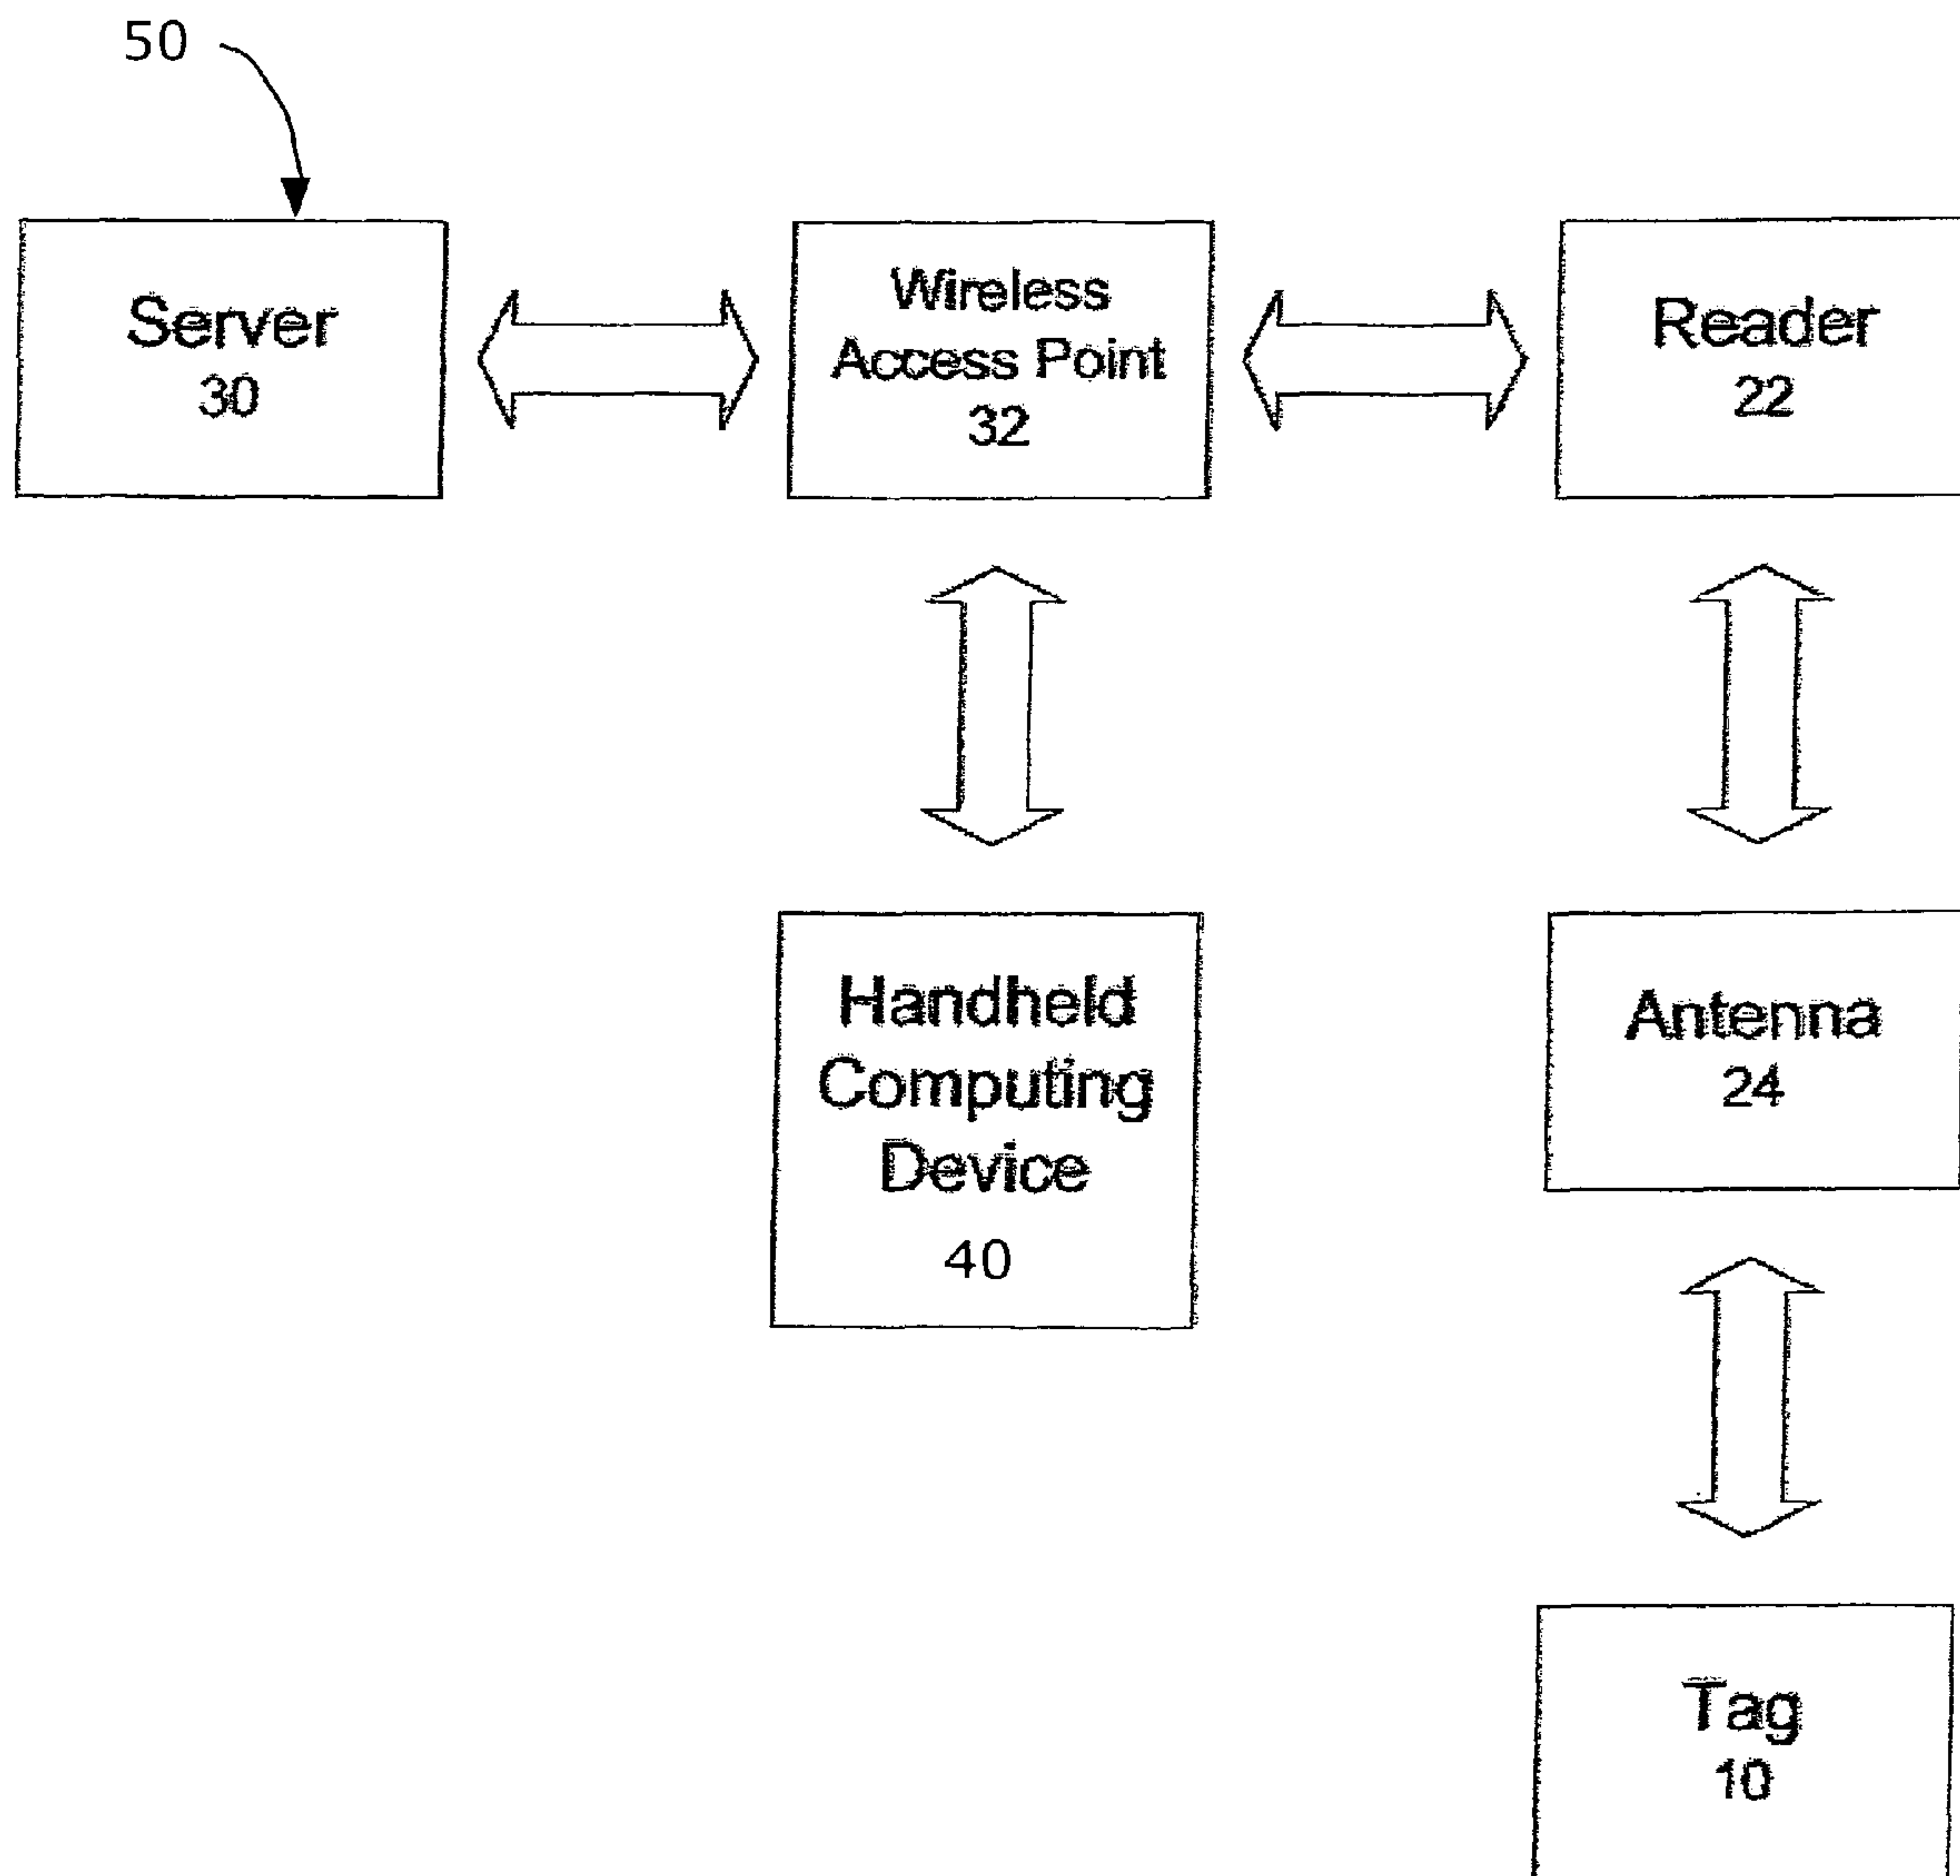 50
Server
30
Wireless
Access Point
32
Reader
22
Handheld
Computing
Device
40
Antenna
24
Tag
10